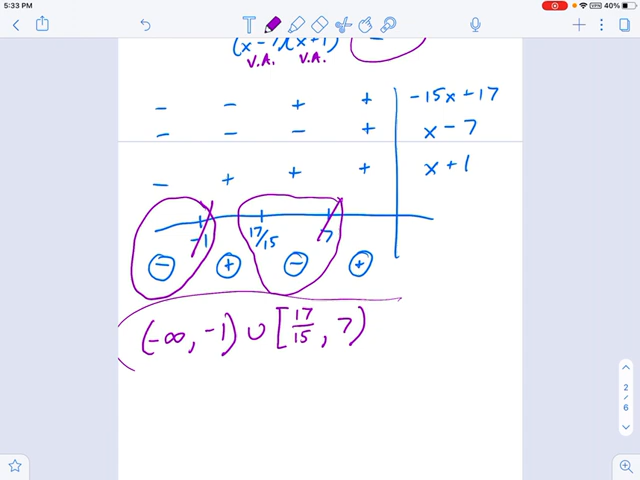 5:33 PM
40%
(x-7)(x+1)
V.A. V.A.
- - + + | -15x+17
- - - + | x-7
- + + + | x+1
-1 17/15 7
- + - +
(-∞, -1) ∪ [17/15, 7)
2
/
6